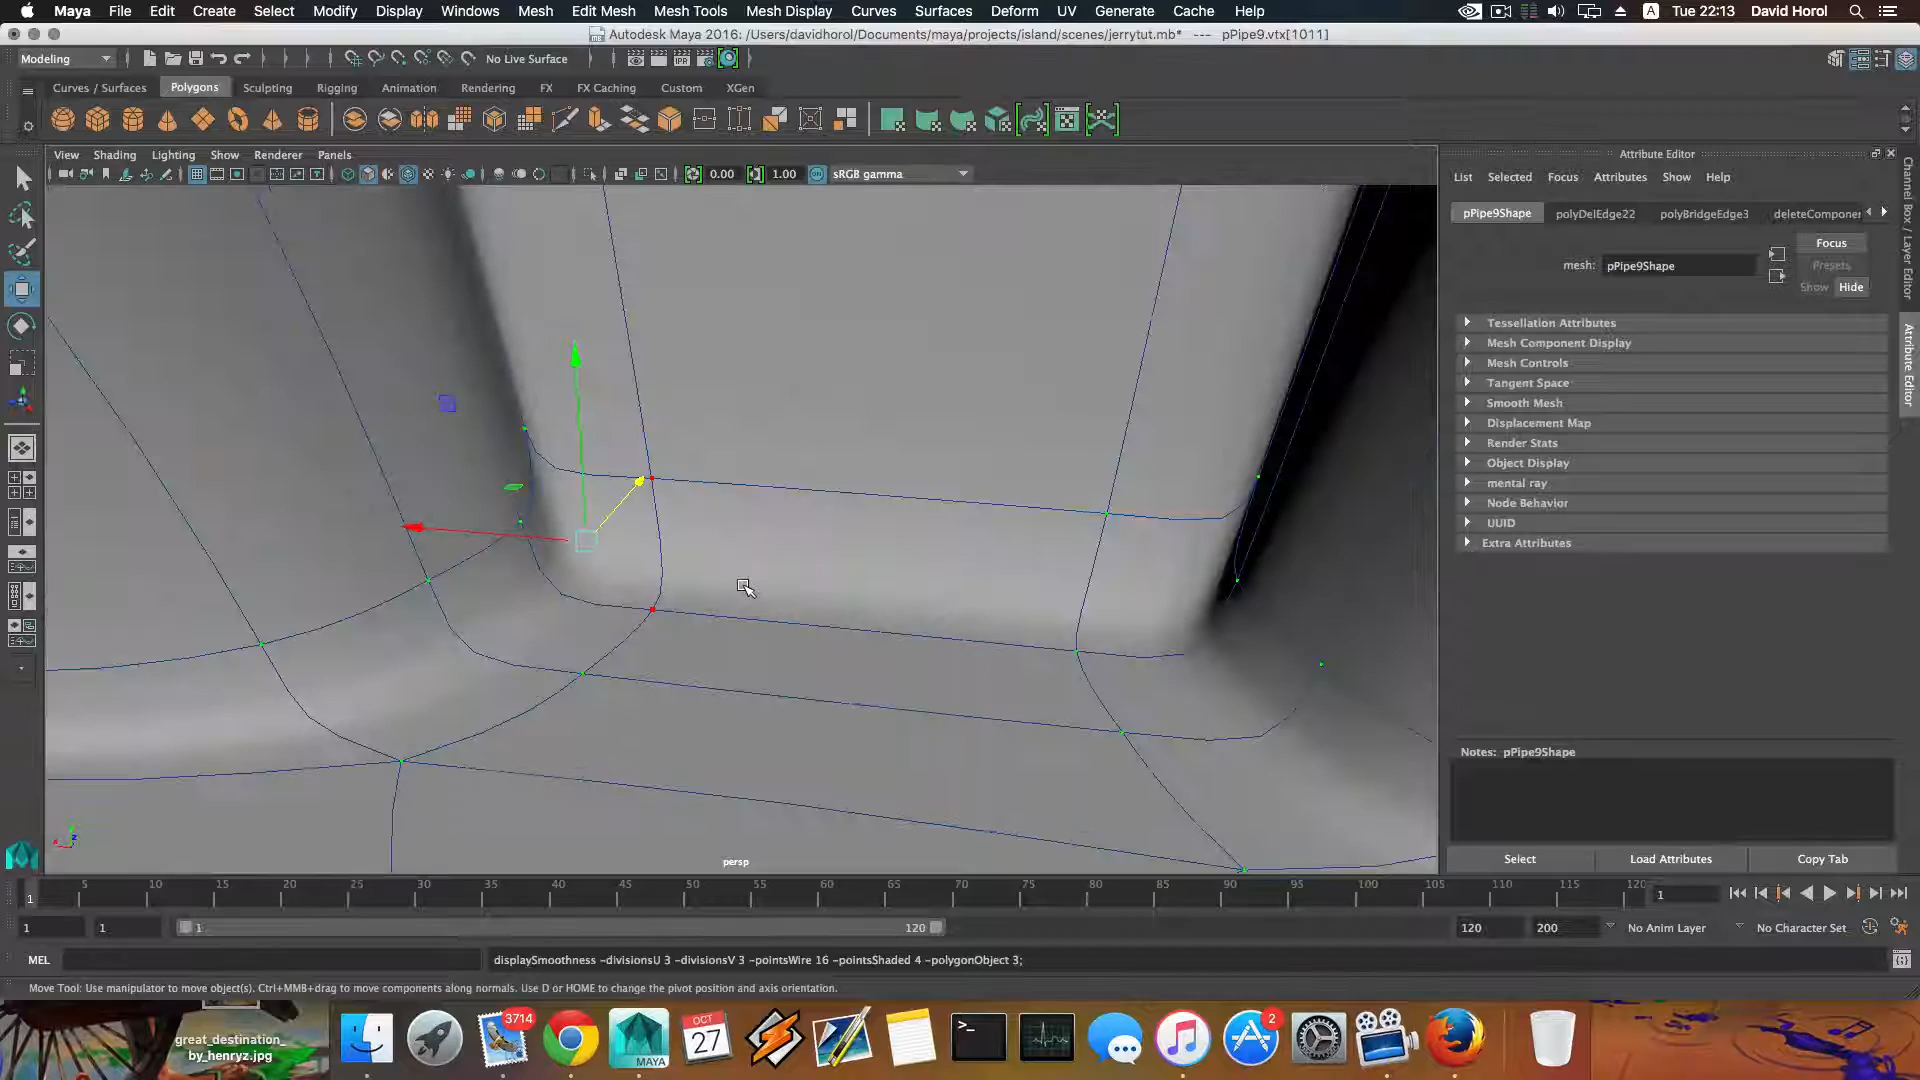 Maya File Edit Create Select Modify Display Windows Mesh Edit Mesh Mesh Tools Mesh Display Curves Surfaces Deform UV Generate Cache Help A Tue 22:13 David Horol
Autodesk Maya 2016: /Users/davidhorol/Documents/maya/projects/island/scenes/jerrytut.mb* --- pPipe9.vtx[1011]
Modeling No Live Surface
Curves / Surfaces Polygons Sculpting Rigging Animation Rendering FX FX Caching Custom XGen
View Shading Lighting Show Renderer Panels
0.00 1.00 sRGB gamma
Attribute Editor
List Selected Focus Attributes Show Help
pPipe9Shape polyDelEdge22 polyBridgeEdge3 deleteComponer
Focus
mesh: pPipe9Shape
Presets
Show Hide
Tessellation Attributes
Mesh Component Display
Mesh Controls
Tangent Space
Smooth Mesh
Displacement Map
Render Stats
Object Display
mental ray
Node Behavior
UUID
Extra Attributes
Notes: pPipe9Shape
Select Load Attributes Copy Tab
Channel Box / Layer Editor
Attribute Editor
persp
1 5 10 15 20 25 30 35 40 45 50 55 60 65 70 75 80 85 90 95 100 105 110 115 120 1
1 1 1 120 120 200 No Anim Layer No Character Set
MEL displaySmoothness -divisionsU 3 -divisionsV 3 -pointsWire 16 -pointsShaded 4 -polygonObject 3;
Move Tool: Use manipulator to move object(s). Ctrl+MMB+drag to move components along normals. Use D or HOME to change the pivot position and axis orientation.
great_destination_
by_henryz.jpg
3714
MAYA
OCT
27
2